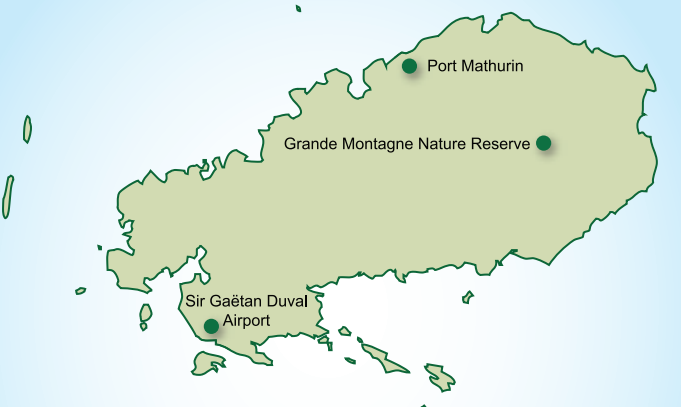 Port Mathurin
Grande Montagne Nature Reserve
Sir Gaëtan Duval
Airport